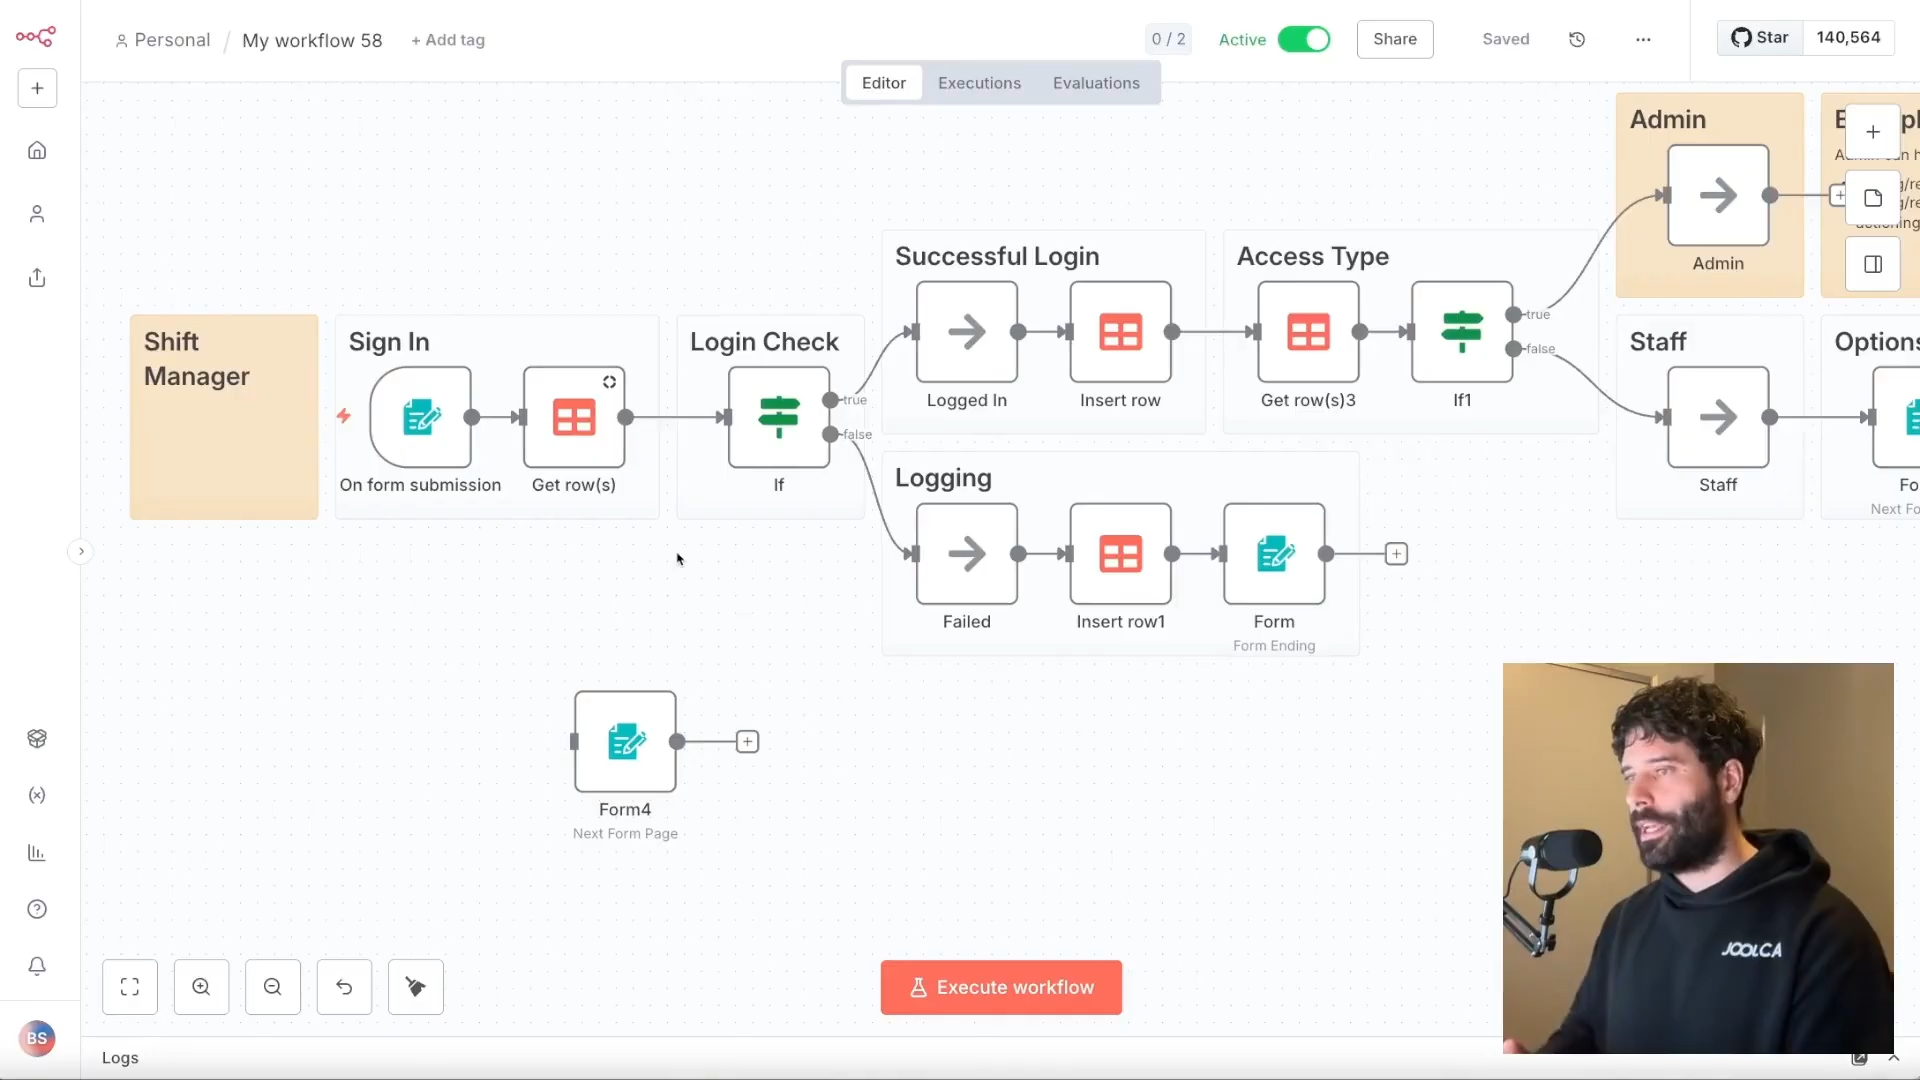 Personal / My workflow 58 + Add tag
0 / 2
Active
Share
Saved
Star 140,564
Editor Executions Evaluations
Admin
Admin
Shift
Manager
Sign In
On form submission
Get row(s)
Login Check
If
true
false
Successful Login
Logged In
Insert row
Access Type
Get row(s)3
If1
true
false
Staff
Staff
Options
Logging
Failed
Insert row1
Form
Form Ending
Form4
Next Form Page
Execute workflow
JOOLCA
BS
Logs